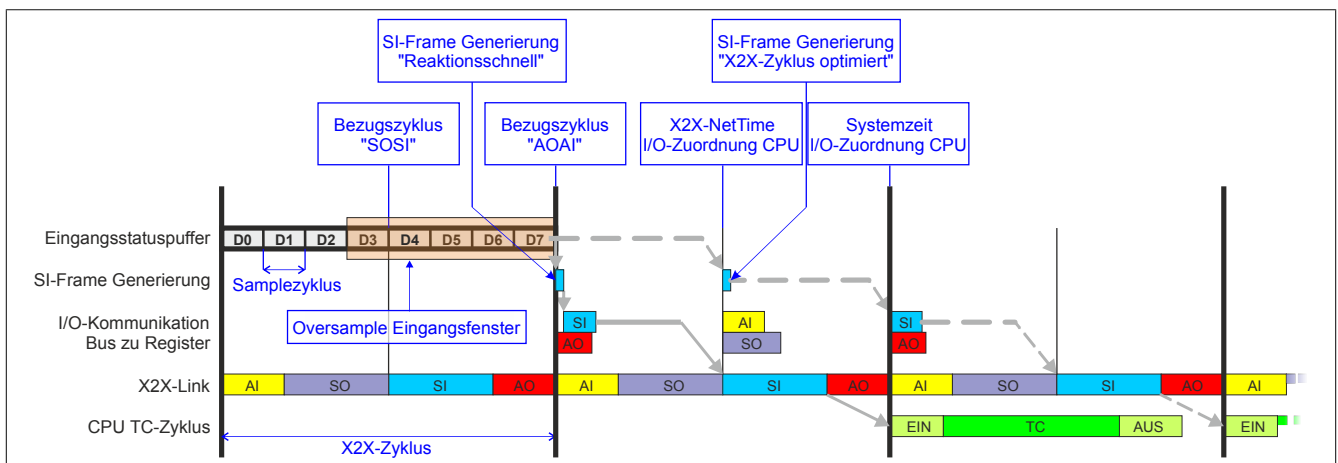 SI-Frame Generierung
"Reaktionsschnell"
SI-Frame Generierung
"X2X-Zyklus optimiert"
Bezugszyklus
"SOSI"
Bezugszyklus
"AOAI"
X2X-NetTime
I/O-Zuordnung CPU
Systemzeit
I/O-Zuordnung CPU
Eingangsstatuspuffer
D0 D1 D2 D3 D4 D5 D6 D7
SI-Frame Generierung
Samplezyklus
Oversample Eingangsfenster
I/O-Kommunikation
Bus zu Register
SI AI SI
AO SO AO
X2X-Link
AI SO SI AO AI SO SI AO AI SO SI AO AI
CPU TC-Zyklus
EIN TC AUS EIN
X2X-Zyklus